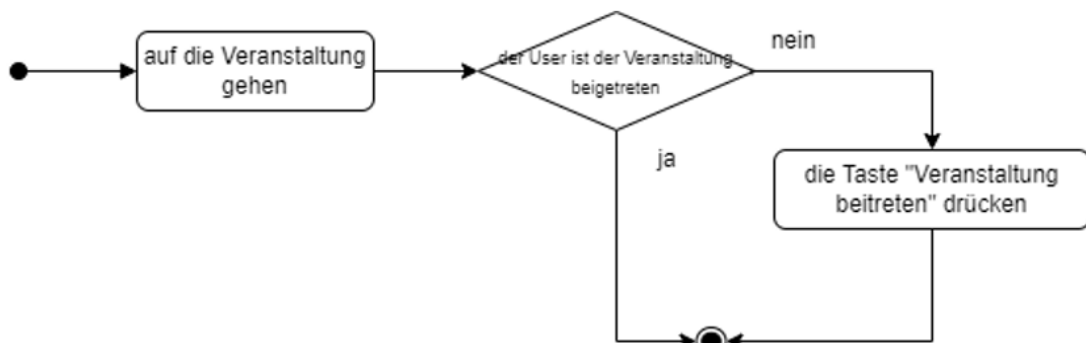 auf die Veranstaltung
gehen
der User ist der Veranstaltung
beigetreten
nein
ja
die Taste "Veranstaltung
beitreten" drücken